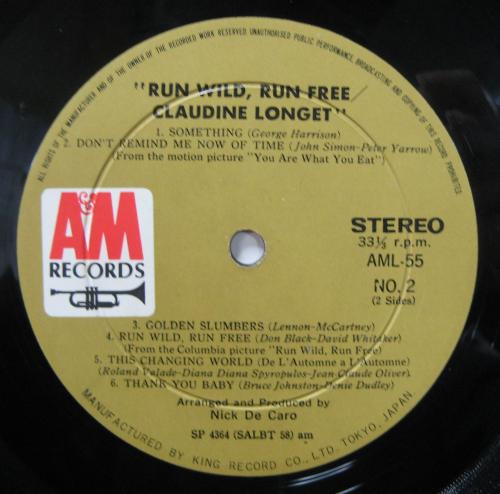 ALL RIGHTS OF THE MANUFACTURER AND OF THE OWNER OF THE RECORDED WORK RESERVED UNAUTHORISED PUBLIC PERFORMANCE, BROADCASTING AND COPYING OF THIS RECORD PROHIBITED
"RUN WILD, RUN FREE
CLAUDINE LONGET"
1. SOMETHING (George Harrison)
2. DON'T REMIND ME NOW OF TIME (John Simon-Peter Yarrow)
(From the motion picture "You Are What You Eat")
A&M
RECORDS
STEREO
33⅓ r.p.m.
AML-55
NO. 2
(2 Sides)
3. GOLDEN SLUMBERS (Lennon-McCartney)
4. RUN WILD, RUN FREE (Don Black-David Whitaker)
(From the Columbia picture "Run Wild, Run Free)
5. THIS CHANGING WORLD (De L'Automne a L'Automne)
(Roland Valade-Diana Diana Spyropulos-Jean Claude Oliver)
6. THANK YOU BABY (Bruce Johnston-Denie Dudley)
Arranged and Produced by
Nick De Caro
SP 4364 (SALBT 58) am
MANUFACTURED BY KING RECORD CO., LTD. TOKYO, JAPAN